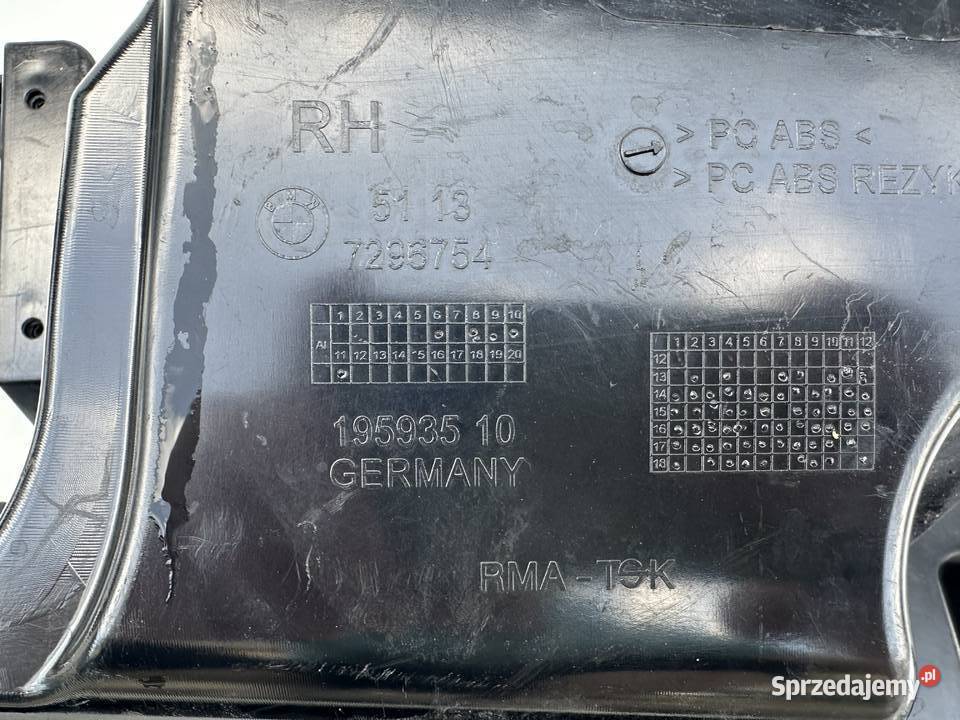 RH
> PC ABS <
> PC ABS REZYK
BMW
51 13
7296754
1 2 3 4 5 6 7 8 9 10
AI
11 12 13 14 15 16 17 18 19 20
1 2 3 4 5 6 7 8 9 10 11 12
12
13
14
15
16
17
18
195935 10
GERMANY
RMA - TSK
Sprzedajemy.pl